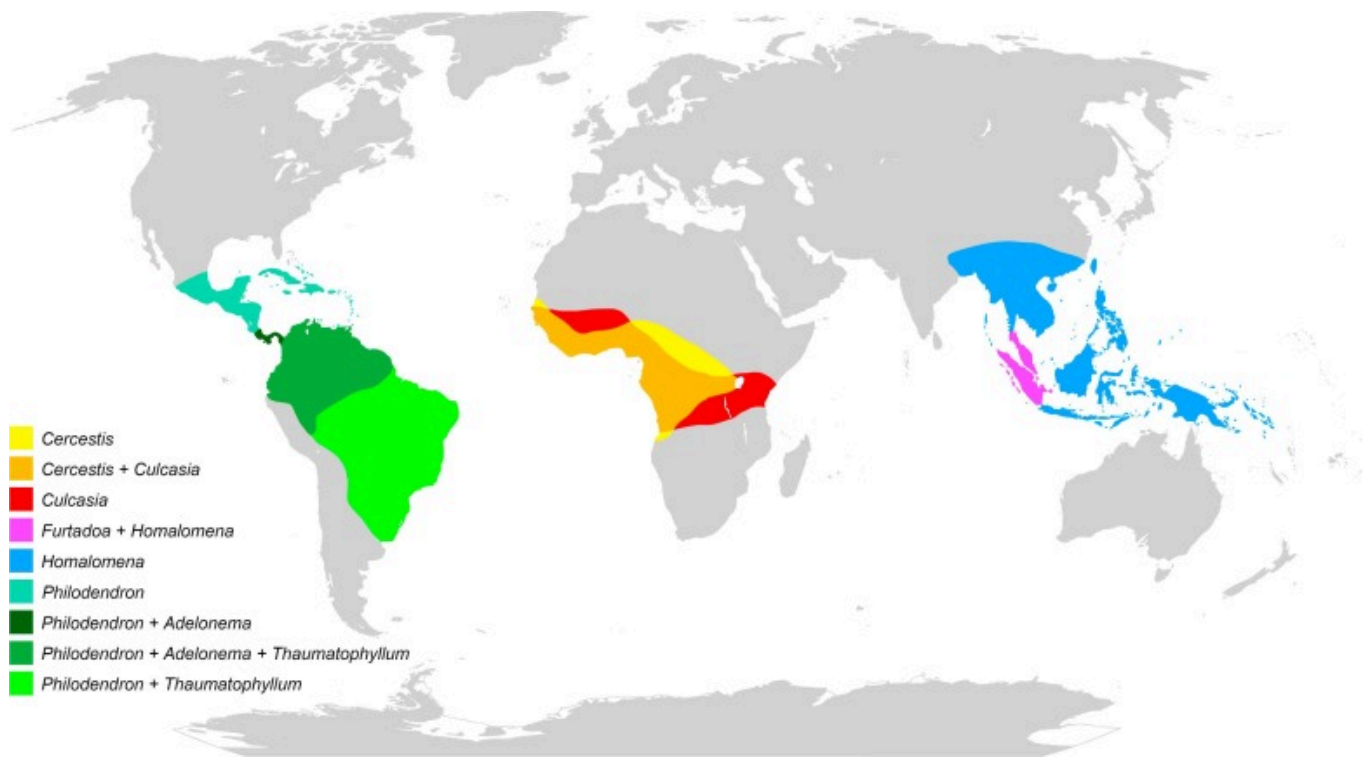 Cercestis
Cercestis + Culcasia
Culcasia
Furtadoa + Homalomena
Homalomena
Philodendron
Philodendron + Adelonema
Philodendron + Adelonema + Thaumatophyllum
Philodendron + Thaumatophyllum